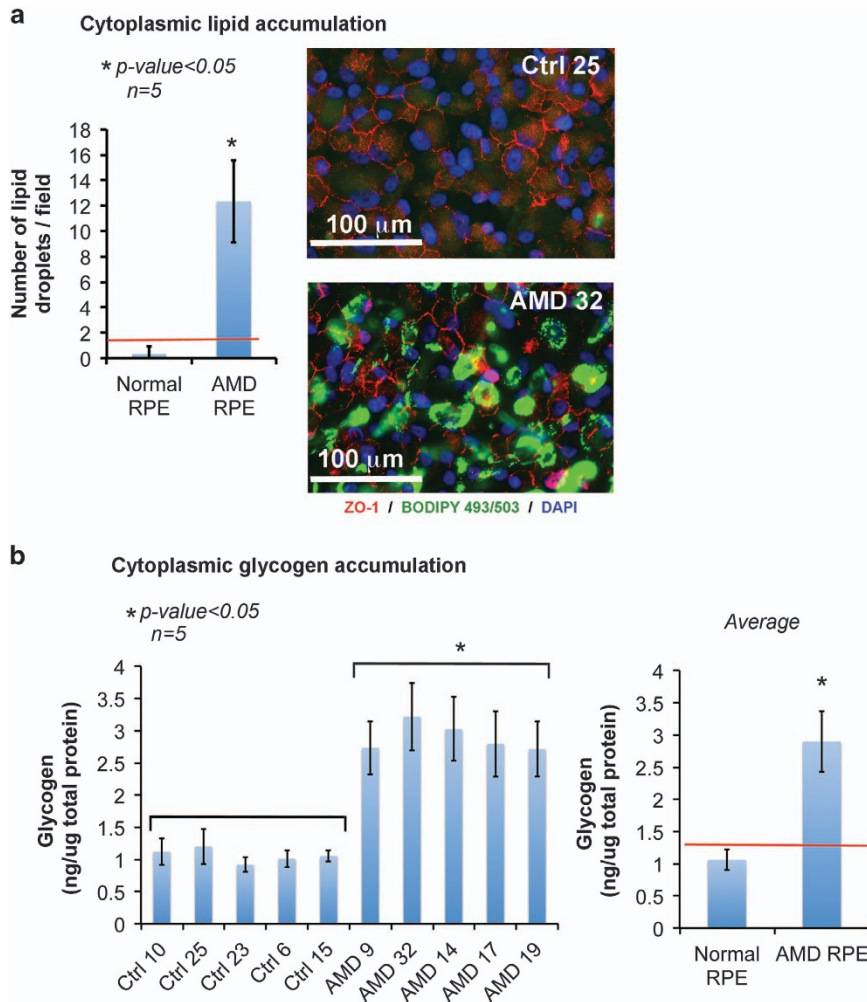 a
Cytoplasmic lipid accumulation
* p-value<0.05
n=5
Number of lipid
droplets / field
18
16
14
12
10
8
6
4
2
0
*
Normal
RPE
AMD
RPE
Ctrl 25
100 μm
AMD 32
100 μm
ZO-1 / BODIPY 493/503 / DAPI
b
Cytoplasmic glycogen accumulation
* p-value<0.05
n=5
Glycogen
(ng/ug total protein)
4
3.5
3
2.5
2
1.5
1
0.5
0
*
Ctrl 10
Ctrl 25
Ctrl 23
Ctrl 6
Ctrl 15
AMD 9
AMD 32
AMD 14
AMD 17
AMD 19
Average
Glycogen
(ng/ug total protein)
4
3.5
3
2.5
2
1.5
1
0.5
0
*
Normal
RPE
AMD RPE